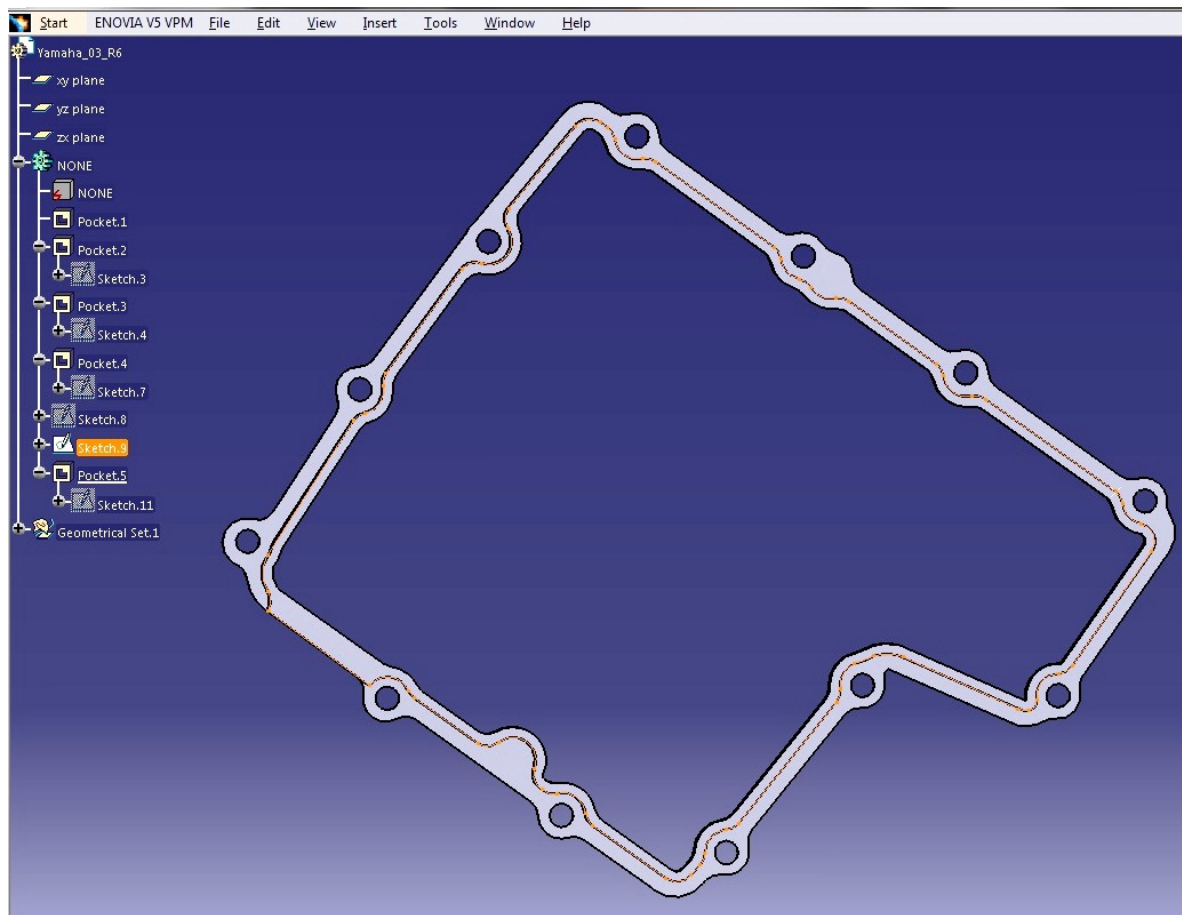 Start ENOVIA V5 VPM File Edit View Insert Tools Window Help
Yamaha_03_R6
xy plane
yz plane
zx plane
NONE
NONE
Pocket.1
Pocket.2
Sketch.3
Pocket.3
Sketch.4
Pocket.4
Sketch.7
Sketch.8
Sketch.9
Pocket.5
Sketch.11
Geometrical Set.1